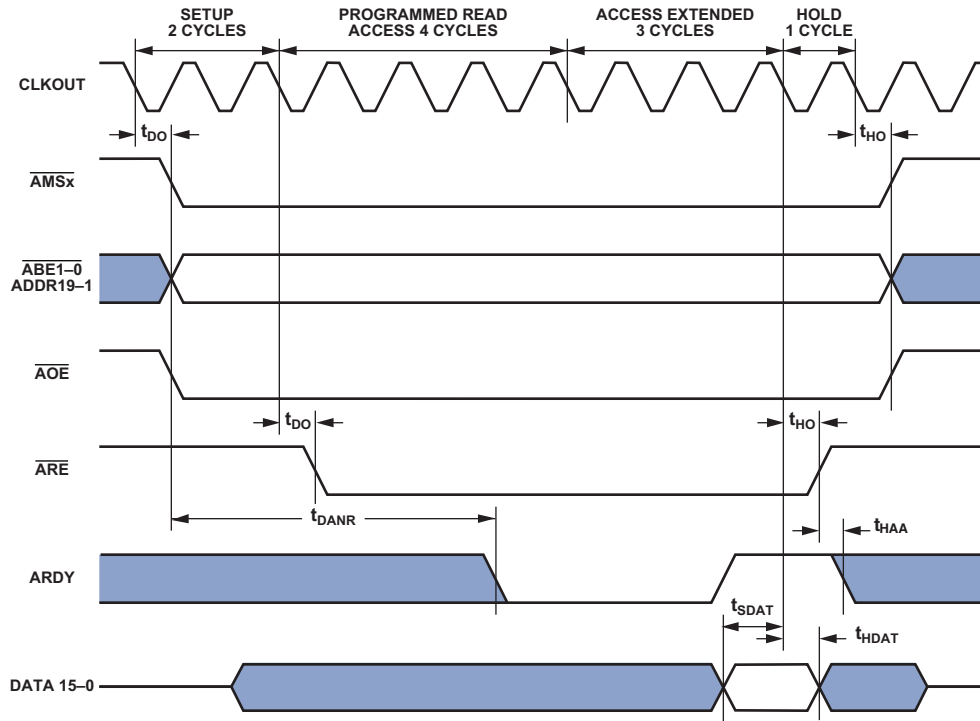 SETUP
2 CYCLES
PROGRAMMED READ
ACCESS 4 CYCLES
ACCESS EXTENDED
3 CYCLES
HOLD
1 CYCLE
CLKOUT
tDO
tHO
AMSx
ABE1–0
ADDR19–1
AOE
tDO
tHO
ARE
tDANR
tHAA
ARDY
tSDAT
tHDAT
DATA 15–0